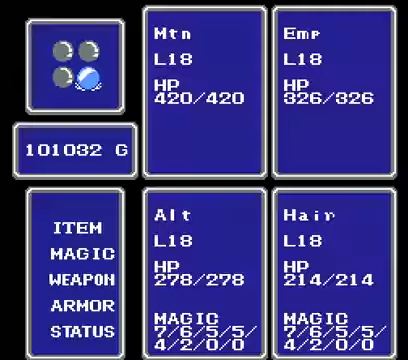 Mtn
L18
HP
420/420
Emp
L18
HP
326/326
101032 G
ITEM
MAGIC
WEAPON
ARMOR
STATUS
Alt
L18
HP
278/278
MAGIC
7/6/5/5/
4/2/0/0
Hair
L18
HP
214/214
MAGIC
7/6/5/5/
4/2/0/0